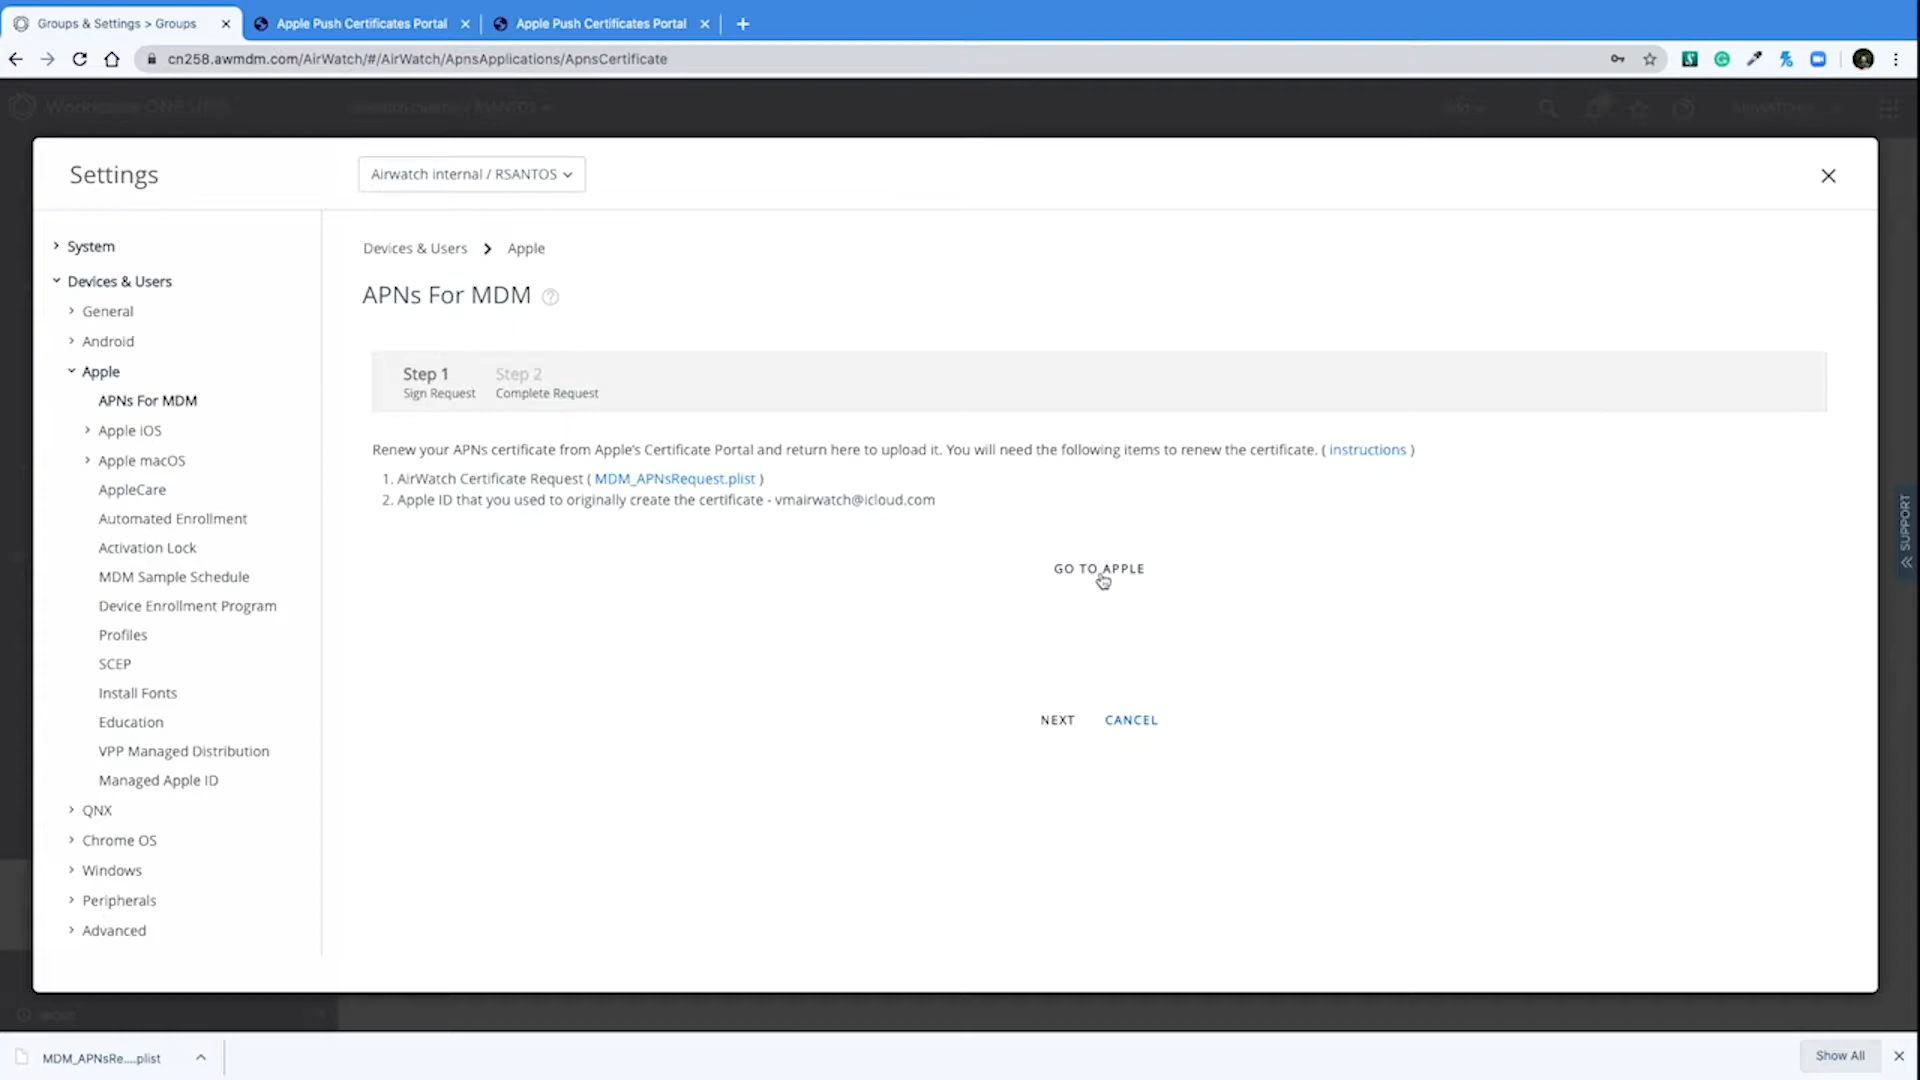 Groups & Settings > Groups
Apple Push Certificates Portal
Apple Push Certificates Portal
cn258.awmdm.com/AirWatch/#/AirWatch/ApnsApplications/ApnsCertificate
Settings
Airwatch internal / RSANTOS
System
Devices & Users
General
Android
Apple
APNs For MDM
Apple iOS
Apple macOS
AppleCare
Automated Enrollment
Activation Lock
MDM Sample Schedule
Device Enrollment Program
Profiles
SCEP
Install Fonts
Education
VPP Managed Distribution
Managed Apple ID
QNX
Chrome OS
Windows
Peripherals
Advanced
Devices & Users > Apple
APNs For MDM ?
Step 1
Sign Request
Step 2
Complete Request
Renew your APNs certificate from Apple's Certificate Portal and return here to upload it. You will need the following items to renew the certificate. ( instructions )
1. AirWatch Certificate Request ( MDM_APNsRequest.plist )
2. Apple ID that you used to originally create the certificate - vmairwatch@icloud.com
GO TO APPLE
NEXT CANCEL
SUPPORT
MDM_APNsRe....plist
Show All